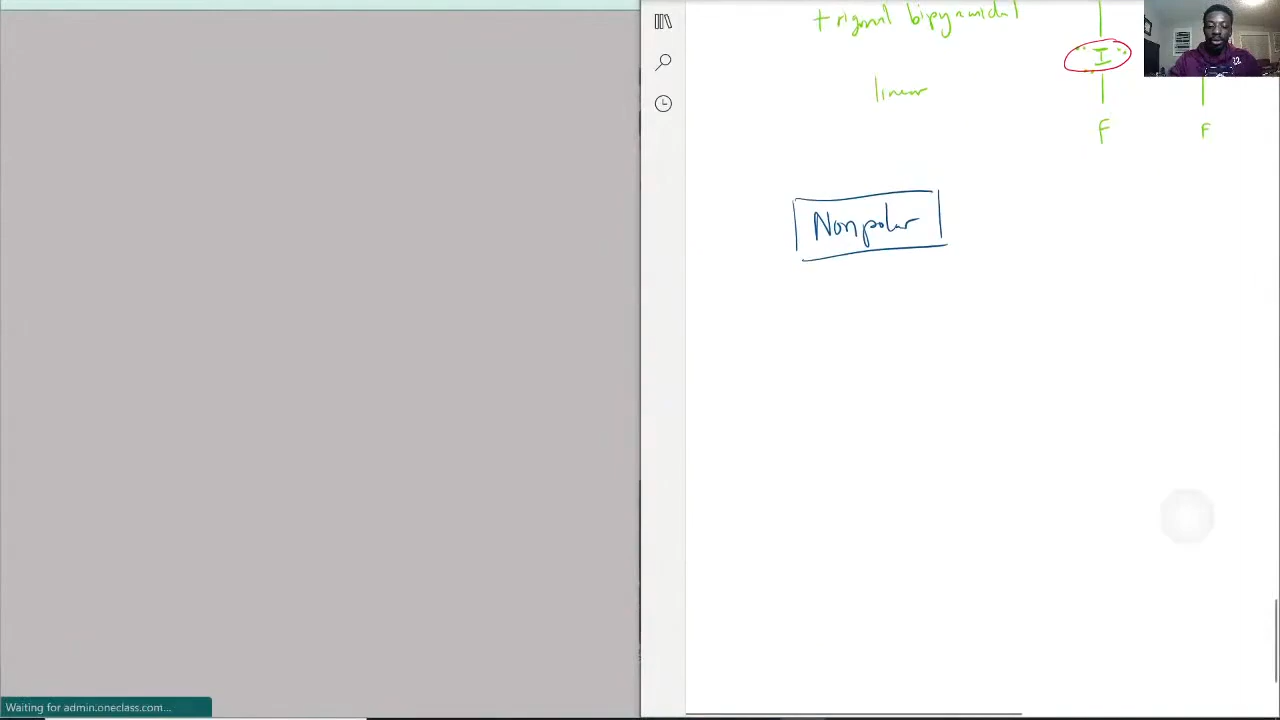 trigonal bipyramidal
I
linear
F F
Nonpolar
Waiting for admin.oneclass.com...